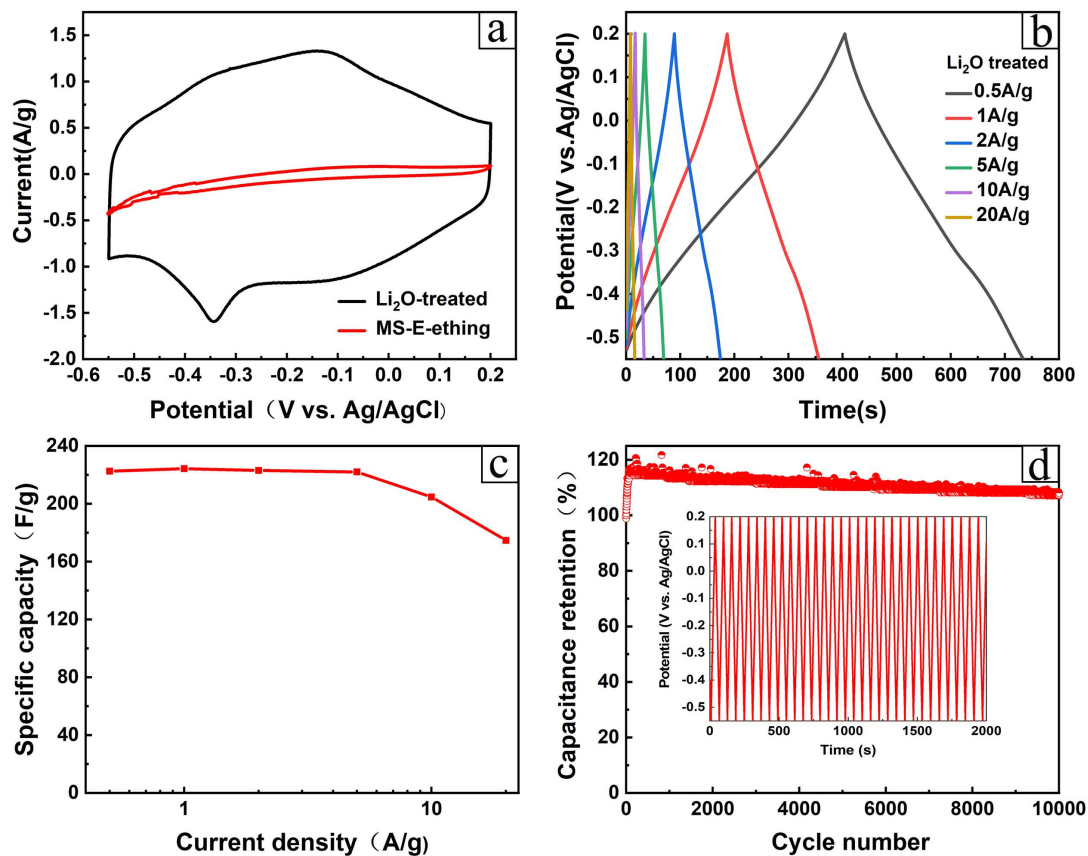 a
1.5
1.0
0.5
0.0
-0.5
-1.0
-1.5
-2.0
Current(A/g)
Li₂O-treated
MS-E-ething
-0.6 -0.5 -0.4 -0.3 -0.2 -0.1 0.0 0.1 0.2
Potential（V vs. Ag/AgCl）
b
0.2
0.1
0.0
-0.1
-0.2
-0.3
-0.4
-0.5
Potential(V vs.Ag/AgCl)
Li₂O treated
0.5A/g
1A/g
2A/g
5A/g
10A/g
20A/g
0 100 200 300 400 500 600 700 800
Time(s)
c
240
200
160
120
80
40
0
Specific capacity（F/g）
1 10
Current density（A/g)
d
120
100
80
60
40
20
0
Capacitance retention（%）
0.2
0.1
0.0
-0.1
-0.2
-0.3
-0.4
-0.5
Potential (V vs. Ag/AgCl)
0 500 1000 1500 2000
Time (s)
0 2000 4000 6000 8000 10000
Cycle number